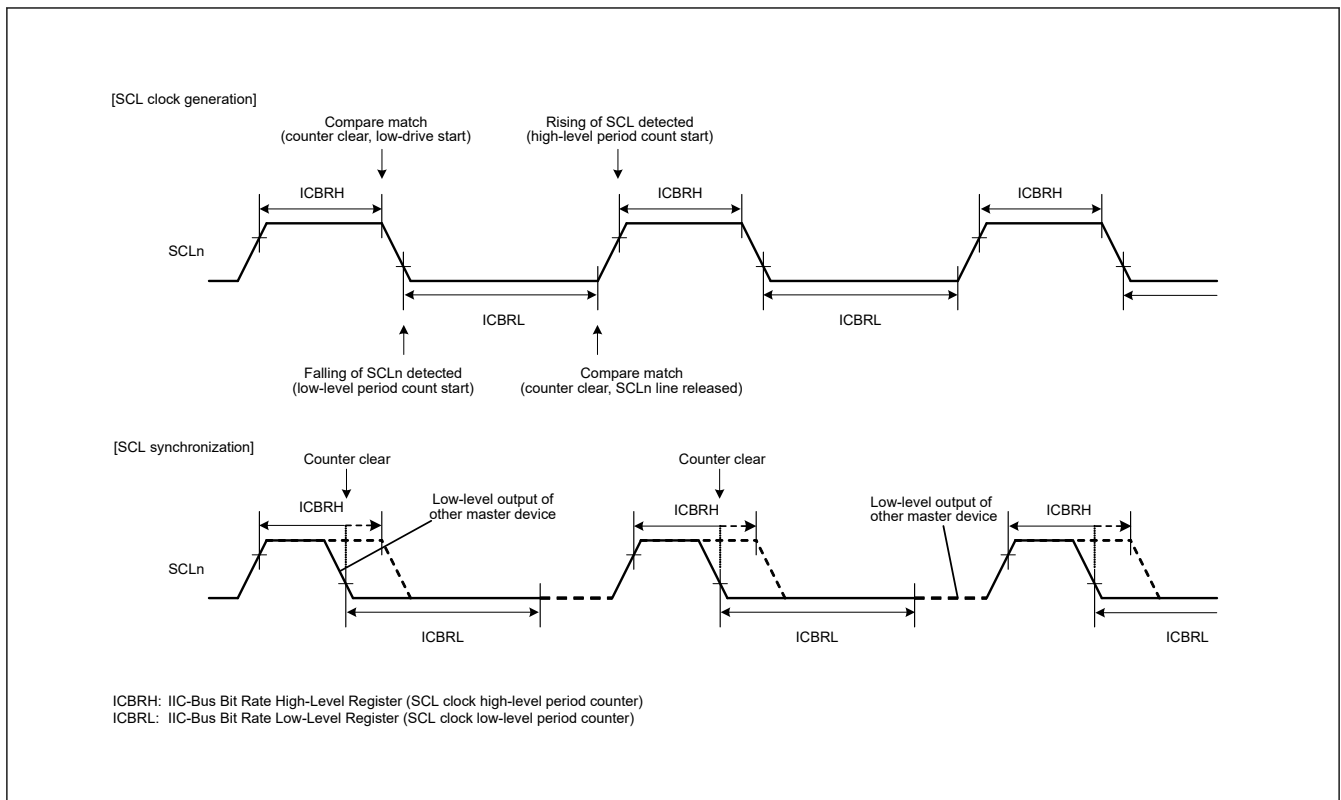 [SCL clock generation]
Compare match
(counter clear, low-drive start)
Rising of SCL detected
(high-level period count start)
ICBRH
ICBRH
ICBRH
SCLn
ICBRL
ICBRL
Falling of SCLn detected
(low-level period count start)
Compare match
(counter clear, SCLn line released)
[SCL synchronization]
Counter clear
Counter clear
ICBRH
Low-level output of
other master device
ICBRH
Low-level output of
other master device
ICBRH
SCLn
ICBRL
ICBRL
ICBRL
ICBRH: IIC-Bus Bit Rate High-Level Register (SCL clock high-level period counter)
ICBRL: IIC-Bus Bit Rate Low-Level Register (SCL clock low-level period counter)